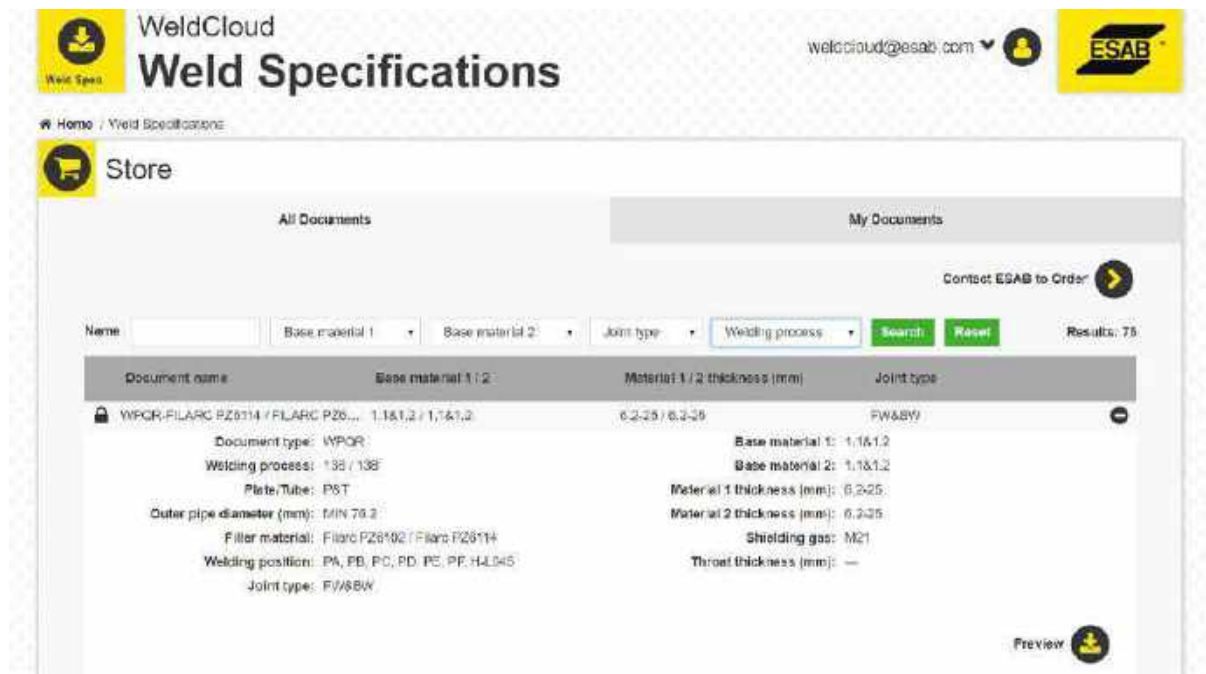 WeldCloud
Weld Specifications
Weld Spec
weldcloud@esab.com
ESAB
Home / Weld Specifications
Store
All Documents
My Documents
Contact ESAB to Order
Name Base material 1 Base material 2 Joint type Welding process Search Reset
Document name Base material 1 / 2 Material 1 / 2 thickness (mm) Joint type
WPQR-FILARC PZ6114 / FILARC PZ6... 1.1&1.2 / 1.1&1.2 6.2-25 / 6.2-25 FW&BW
Document type: WPQR Base material 1: 1.1&1.2
Welding process: Base material 2: 1.1&1.2
Plate/Tube: P&T Material 1 thickness (mm): 6.2-25
Outer pipe diameter (mm): MIN 76.2 Material 2 thickness (mm): 6.2-25
Filler material: Filarc PZ6102 / Filarc PZ6114 Shielding gas: M21
Welding position: PA, PB, PC, PD, PE, PF, H-L045 Throat thickness (mm): —
Joint type: FW&BW
Preview